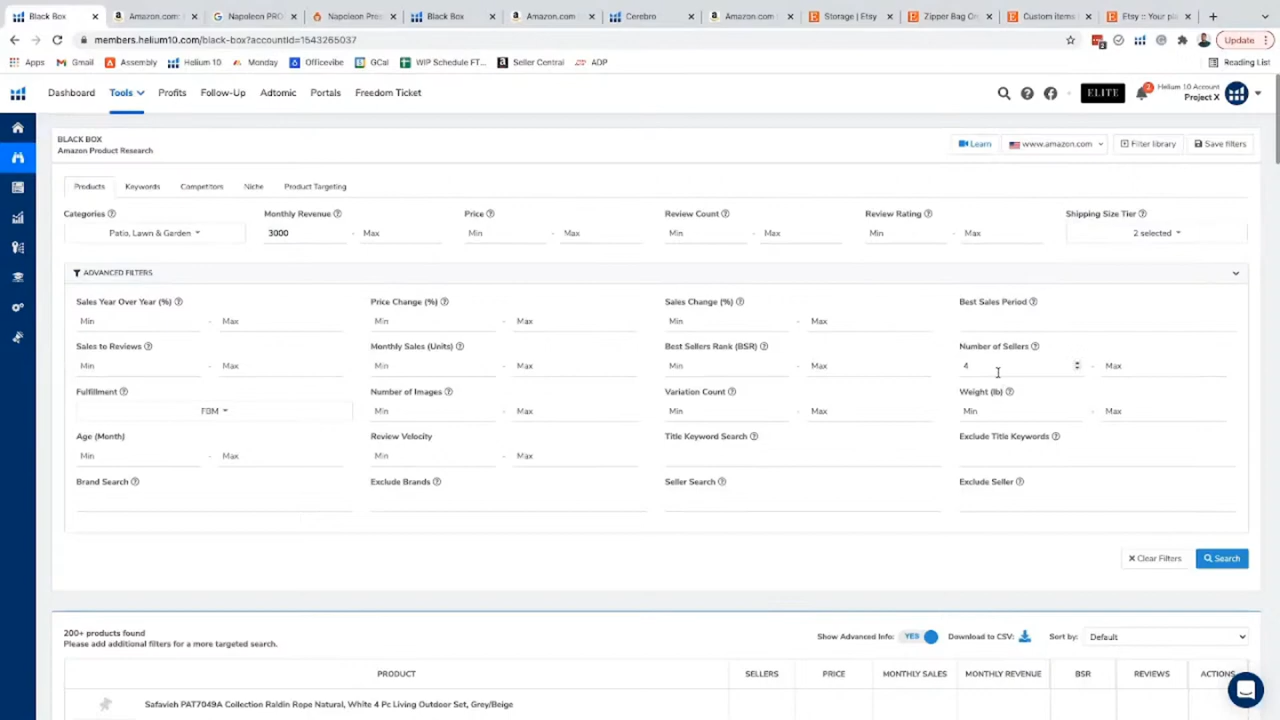 Black Box
Amazon.com:
Napoleon PRO
Napoleon Pres
Black Box
Amazon.com
Cerebro
Amazon.com
Storage | Etsy
Zipper Bag On
Custom items
Etsy :: Your pl
members.helium10.com/black-box?accountId=1543265037
Update
Apps Gmail Assembly Helium 10 Monday Officevibe GCal WIP Schedule FT... Seller Central ADP Reading List
Dashboard Tools Profits Follow-Up Adtomic Portals Freedom Ticket
ELITE
Helium 10 Account
Project X
BLACK BOX
Amazon Product Research
Learn www.amazon.com Filter library Save filters
Products Keywords Competitors Niche Product Targeting
Categories Monthly Revenue Price Review Count Review Rating Shipping Size Tier
Patio, Lawn & Garden 3000 - Max Min - Max Min - Max Min - Max 2 selected
ADVANCED FILTERS
Sales Year Over Year (%) Price Change (%) Sales Change (%) Best Sales Period
Min - Max Min - Max Min - Max
Sales to Reviews Monthly Sales (Units) Best Sellers Rank (BSR) Number of Sellers
Min - Max Min - Max Min - Max 4 - Max
Fulfillment Number of Images Variation Count Weight (lb)
FBM Min - Max Min - Max Min - Max
Age (Month) Review Velocity Title Keyword Search Exclude Title Keywords
Min - Max Min - Max
Brand Search Exclude Brands Seller Search Exclude Seller
Clear Filters Search
200+ products found
Please add additional filters for a more targeted search.
Show Advanced Info: YES Download to CSV: Sort by: Default
PRODUCT SELLERS PRICE MONTHLY SALES MONTHLY REVENUE BSR REVIEWS ACTIONS
Safavieh PAT7049A Collection Raldin Rope Natural, White 4 Pc Living Outdoor Set, Grey/Beige